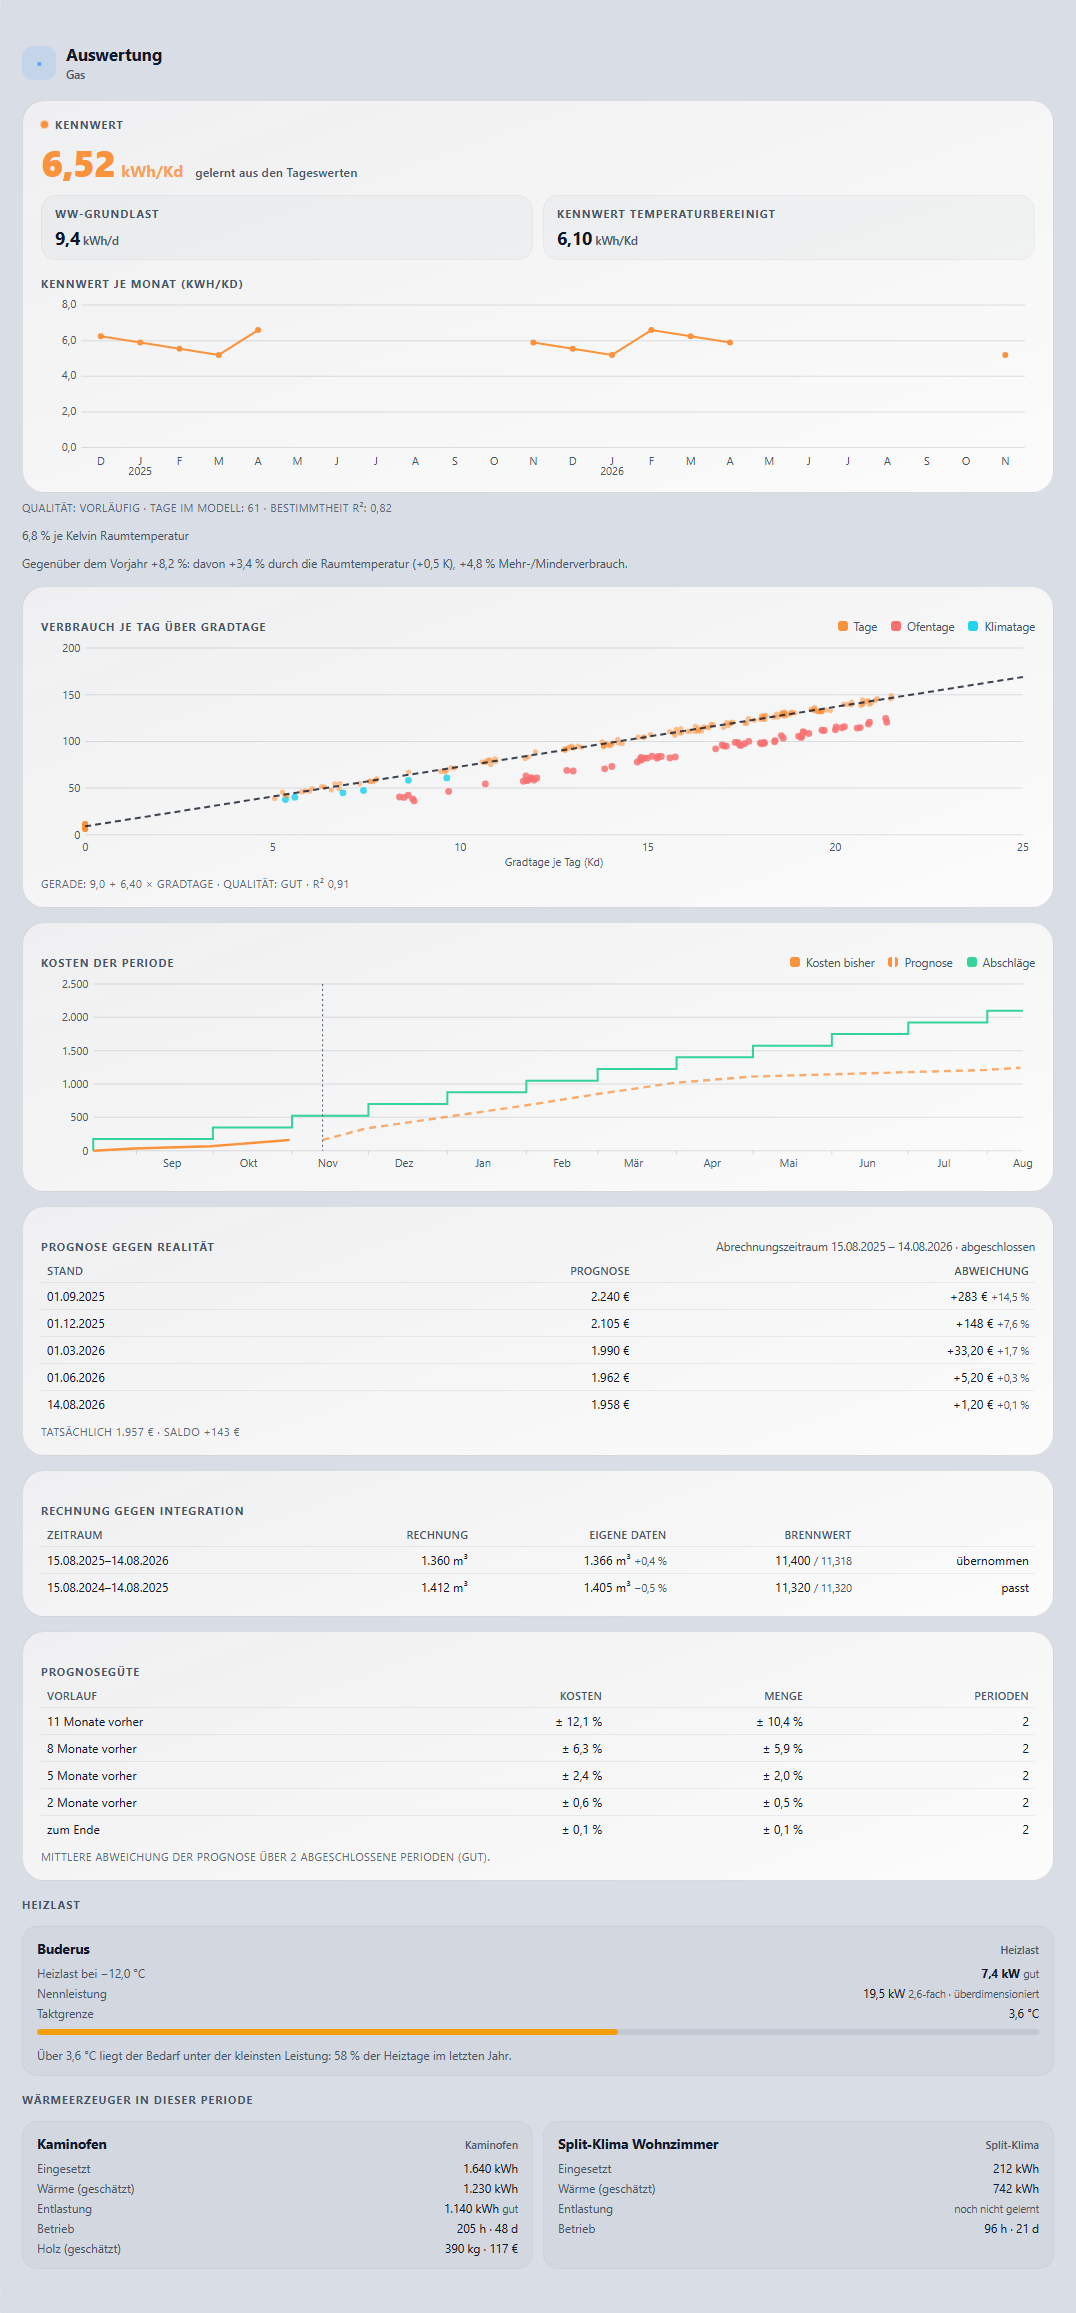 Auswertung
Gas
KENNWERT
6,52 kWh/Kd gelernt aus den Tageswerten
WW-GRUNDLAST
9,4 kWh/d
KENNWERT TEMPERATURBEREINIGT
6,10 kWh/Kd
KENNWERT JE MONAT (KWH/KD)
8,0
6,0
4,0
2,0
0,0
D J F M A M J J A S O N D J F M A M J J A S O N
2025 2026
QUALITÄT: VORLÄUFIG · TAGE IM MODELL: 61 · BESTIMMTHEIT R²: 0,82
6,8 % je Kelvin Raumtemperatur
Gegenüber dem Vorjahr +8,2 %: davon +3,4 % durch die Raumtemperatur (+0,5 K), +4,8 % Mehr-/Minderverbrauch.
VERBRAUCH JE TAG ÜBER GRADTAGE
Tage Ofentage Klimatage
200
150
100
50
0
0 5 10 15 20 25
Gradtage je Tag (Kd)
GERADE: 9,0 + 6,40 × GRADTAGE · QUALITÄT: GUT · R² 0,91
KOSTEN DER PERIODE
Kosten bisher Prognose Abschläge
2.500
2.000
1.500
1.000
500
0
Sep Okt Nov Dez Jan Feb Mär Apr Mai Jun Jul Aug
PROGNOSE GEGEN REALITÄT
Abrechnungszeitraum 15.08.2025 – 14.08.2026 · abgeschlossen
STAND PROGNOSE ABWEICHUNG
01.09.2025 2.240 € +283 € +14,5 %
01.12.2025 2.105 € +148 € +7,6 %
01.03.2026 1.990 € +33,20 € +1,7 %
01.06.2026 1.962 € +5,20 € +0,3 %
14.08.2026 1.958 € +1,20 € +0,1 %
TATSÄCHLICH 1.957 € · SALDO +143 €
RECHNUNG GEGEN INTEGRATION
ZEITRAUM RECHNUNG EIGENE DATEN BRENNWERT
15.08.2025–14.08.2026 1.360 m³ 1.366 m³ +0,4 % 11,400 / 11,318 übernommen
15.08.2024–14.08.2025 1.412 m³ 1.405 m³ −0,5 % 11,320 / 11,320 passt
PROGNOSEGÜTE
VORLAUF KOSTEN MENGE PERIODEN
11 Monate vorher ± 12,1 % ± 10,4 % 2
8 Monate vorher ± 6,3 % ± 5,9 % 2
5 Monate vorher ± 2,4 % ± 2,0 % 2
2 Monate vorher ± 0,6 % ± 0,5 % 2
zum Ende ± 0,1 % ± 0,1 % 2
MITTLERE ABWEICHUNG DER PROGNOSE ÜBER 2 ABGESCHLOSSENE PERIODEN (GUT).
HEIZLAST
Buderus Heizlast
Heizlast bei −12,0 °C 7,4 kW gut
Nennleistung 19,5 kW 2,6-fach · überdimensioniert
Taktgrenze 3,6 °C
Über 3,6 °C liegt der Bedarf unter der kleinsten Leistung: 58 % der Heiztage im letzten Jahr.
WÄRMEERZEUGER IN DIESER PERIODE
Kaminofen Kaminofen
Eingesetzt 1.640 kWh
Wärme (geschätzt) 1.230 kWh
Entlastung 1.140 kWh gut
Betrieb 205 h · 48 d
Holz (geschätzt) 390 kg · 117 €
Split-Klima Wohnzimmer Split-Klima
Eingesetzt 212 kWh
Wärme (geschätzt) 742 kWh
Entlastung noch nicht gelernt
Betrieb 96 h · 21 d